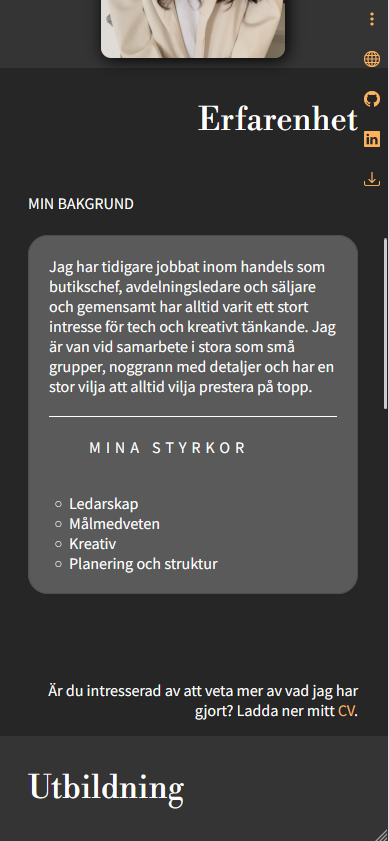 Erfarenhet
MIN BAKGRUND
Jag har tidigare jobbat inom handels som
butikschef, avdelningsledare och säljare
och gemensamt har alltid varit ett stort
intresse för tech och kreativt tänkande. Jag
är van vid samarbete i stora som små
grupper, noggrann med detaljer och har en
stor vilja att alltid vilja prestera på topp.
MINA STYRKOR
Ledarskap
Målmedveten
Kreativ
Planering och struktur
Är du intresserad av att veta mer av vad jag har
gjort? Ladda ner mitt CV.
Utbildning